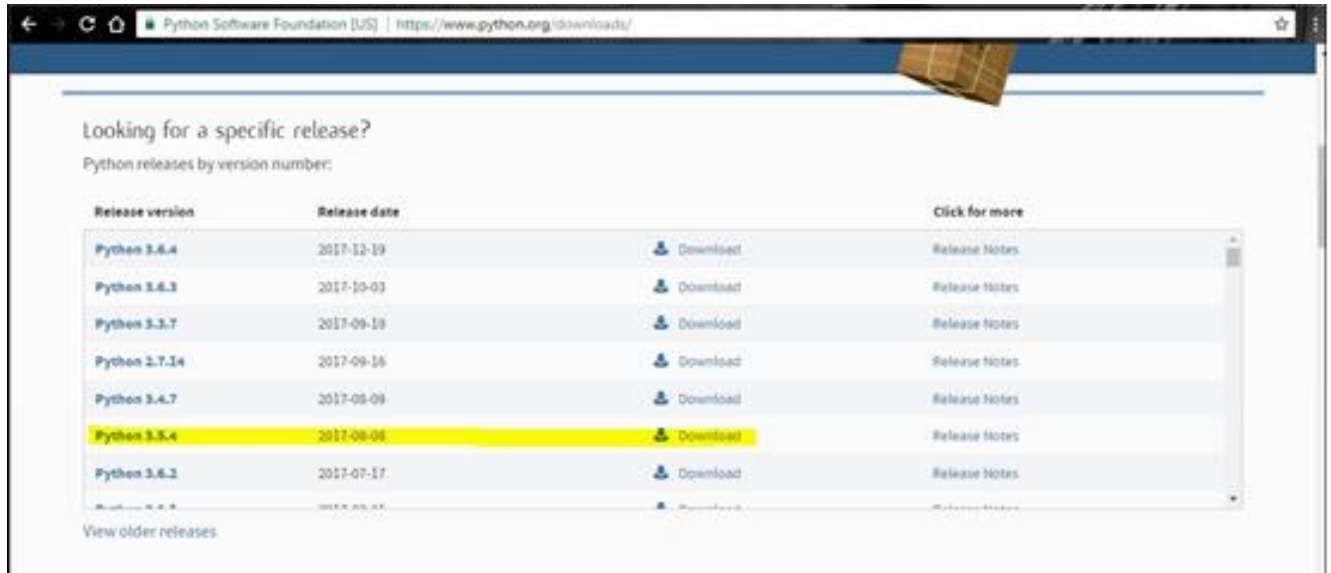 Python Software Foundation [US] | https://www.python.org/downloads/
Looking for a specific release?
Python releases by version number:
Release version Release date Click for more
Python 3.6.4 2017-12-19 Download Release Notes
Python 3.6.3 2017-10-03 Download Release Notes
Python 3.3.7 2017-09-19 Download Release Notes
Python 2.7.14 2017-09-16 Download Release Notes
Python 3.4.7 2017-08-09 Download Release Notes
Python 3.5.4 2017-08-08 Download Release Notes
Python 3.6.2 2017-07-17 Download Release Notes
View older releases